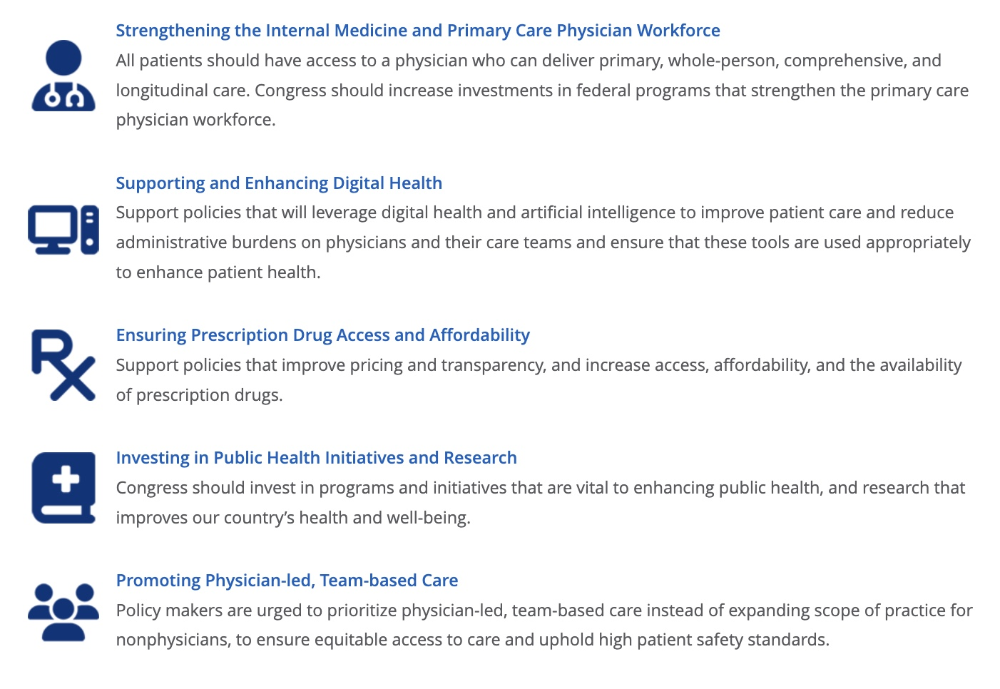 Strengthening the Internal Medicine and Primary Care Physician Workforce
All patients should have access to a physician who can deliver primary, whole-person, comprehensive, and
longitudinal care. Congress should increase investments in federal programs that strengthen the primary care
physician workforce.
Supporting and Enhancing Digital Health
Support policies that will leverage digital health and artificial intelligence to improve patient care and reduce
administrative burdens on physicians and their care teams and ensure that these tools are used appropriately
to enhance patient health.
Rx
Ensuring Prescription Drug Access and Affordability
Support policies that improve pricing and transparency, and increase access, affordability, and the availability
of prescription drugs.
Investing in Public Health Initiatives and Research
Congress should invest in programs and initiatives that are vital to enhancing public health, and research that
improves our country’s health and well-being.
Promoting Physician-led, Team-based Care
Policy makers are urged to prioritize physician-led, team-based care instead of expanding scope of practice for
nonphysicians, to ensure equitable access to care and uphold high patient safety standards.